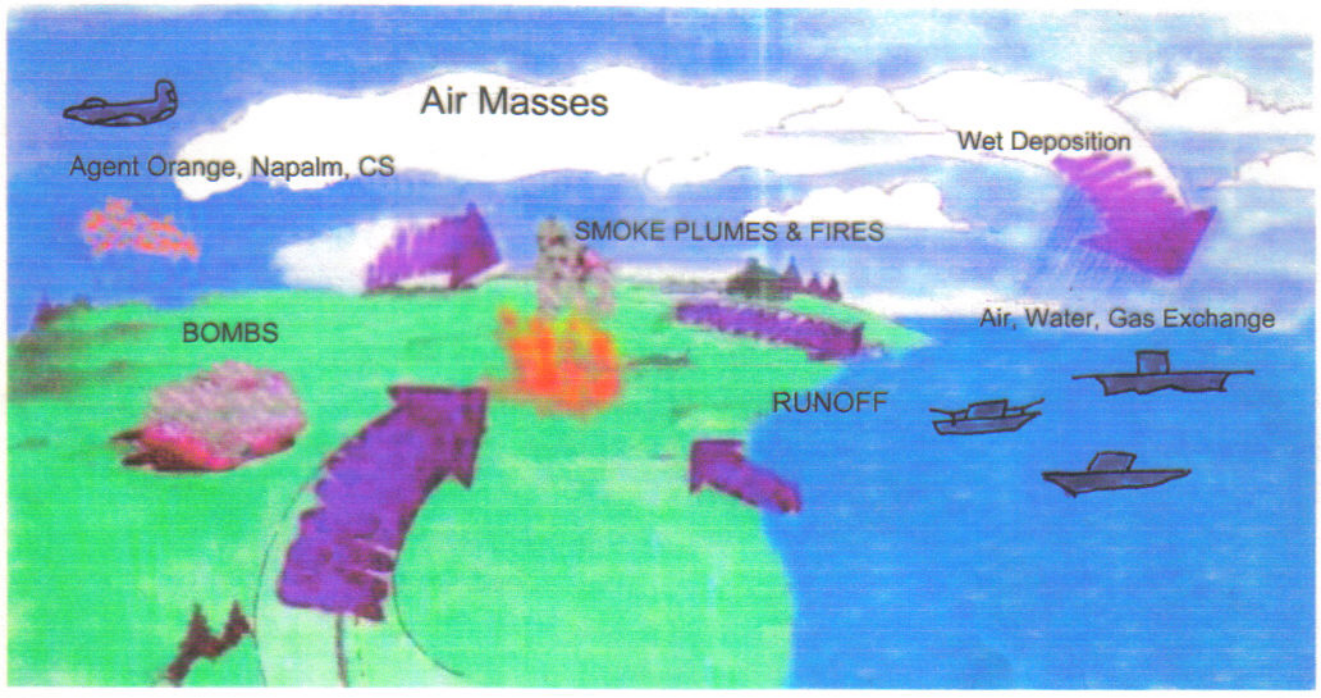 Air Masses
Wet Deposition
Agent Orange, Napalm, CS
SMOKE PLUMES & FIRES
Air, Water, Gas Exchange
BOMBS
RUNOFF